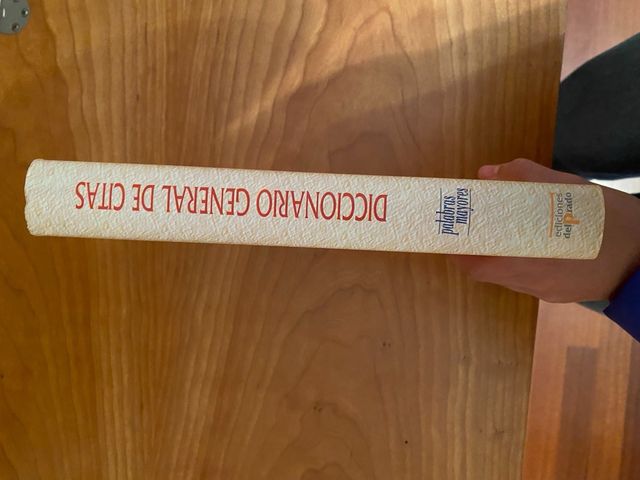 DICCIONARIO GENERAL DE CITAS
palabras
mayores
ediciones
del Prado